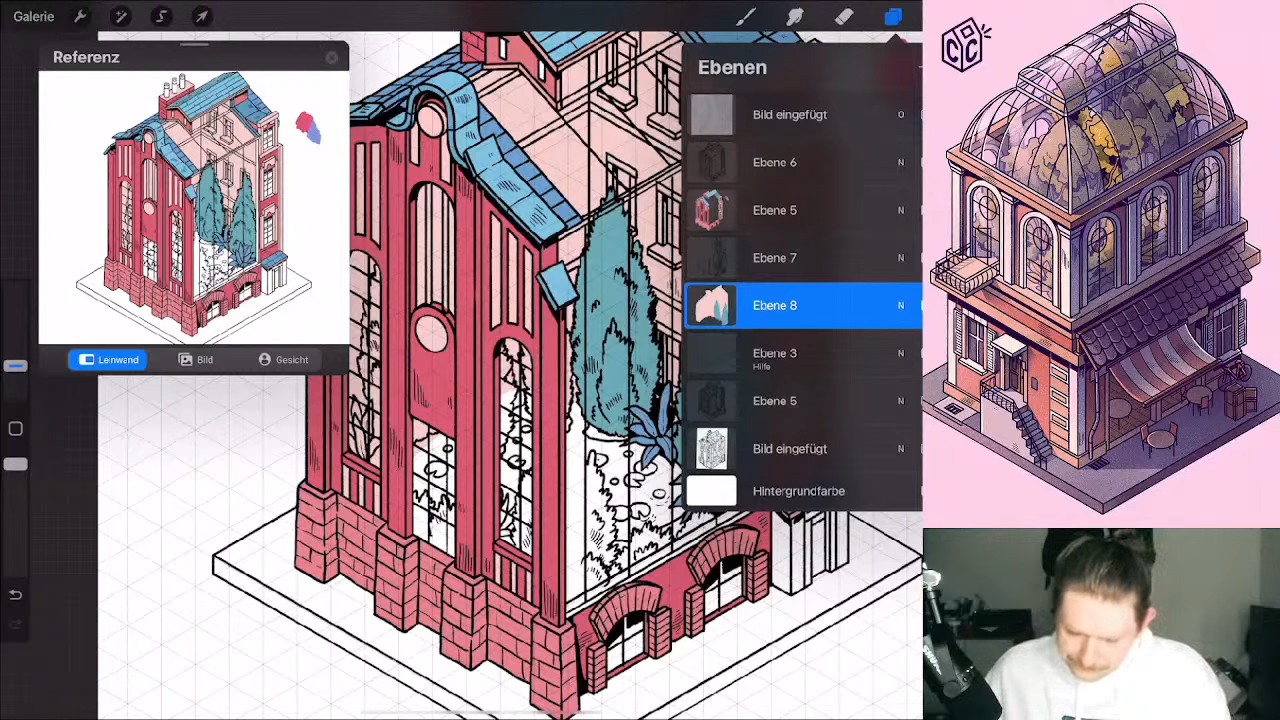 Galerie
Referenz
Leinwand
Bild
Gesicht
Ebenen
Bild eingefügt
O
Ebene 6
N
Ebene 5
N
Ebene 7
N
Ebene 8
N
Ebene 3
Hilfe
N
Ebene 5
N
Bild eingefügt
N
Hintergrundfarbe
CC